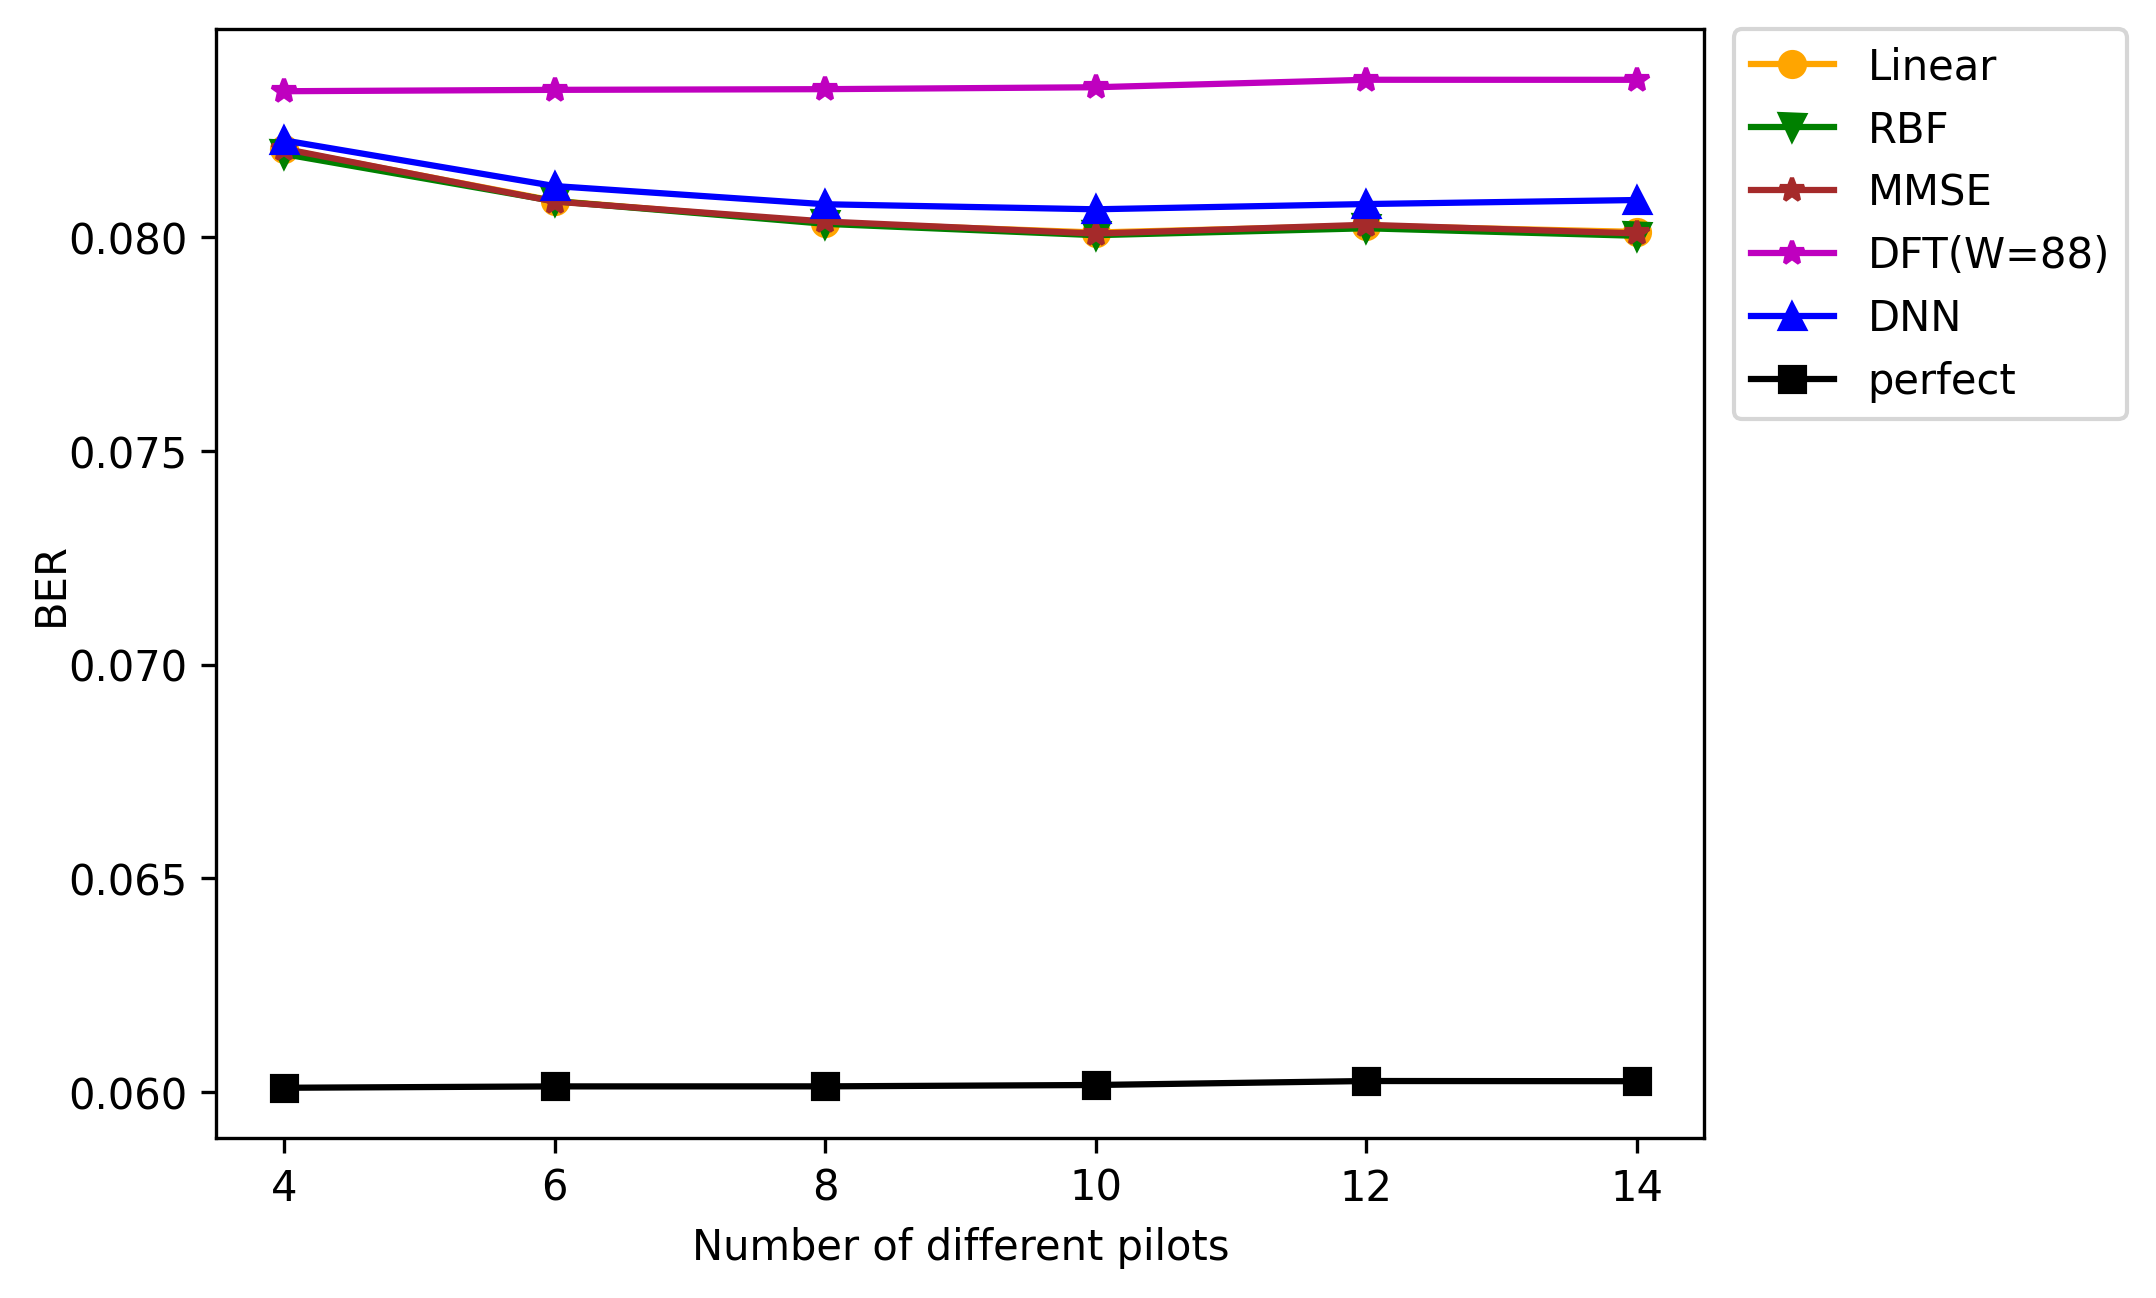 Linear
RBF
MMSE
DFT(W=88)
DNN
perfect
0.080
0.075
0.070
0.065
0.060
BER
4 6 8 10 12 14
Number of different pilots